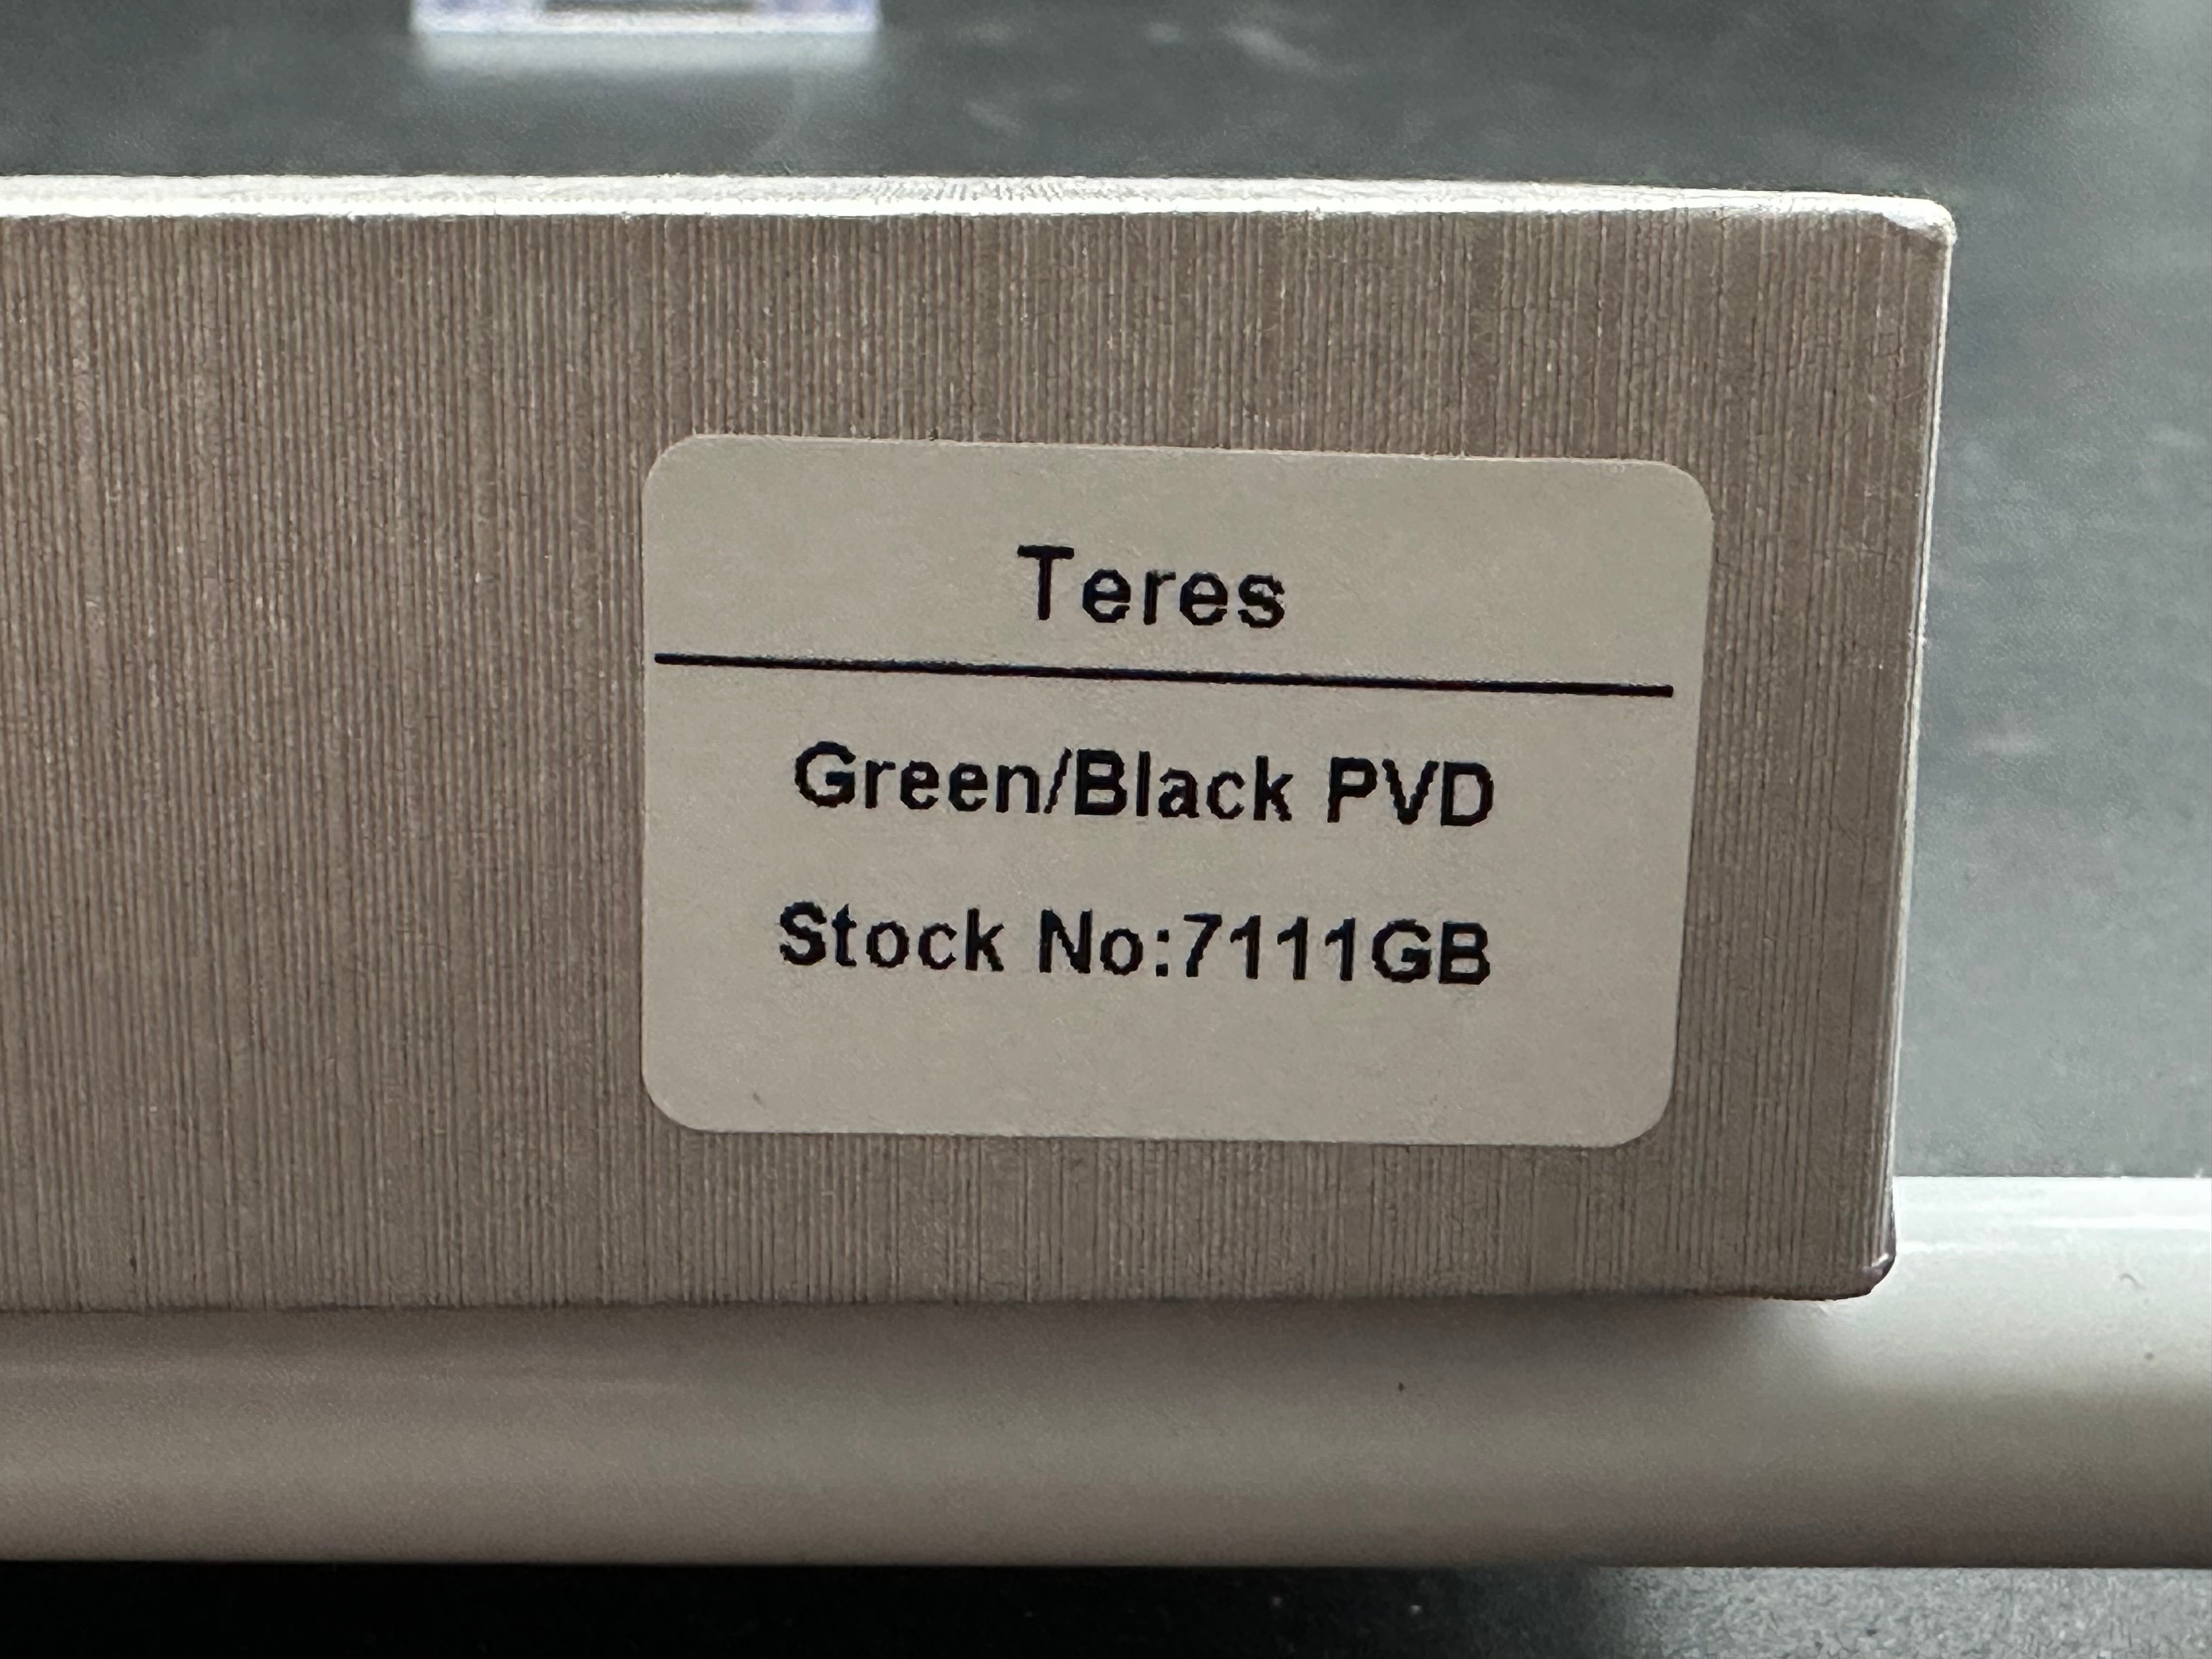 Teres
Green/Black PVD
Stock No:7111GB